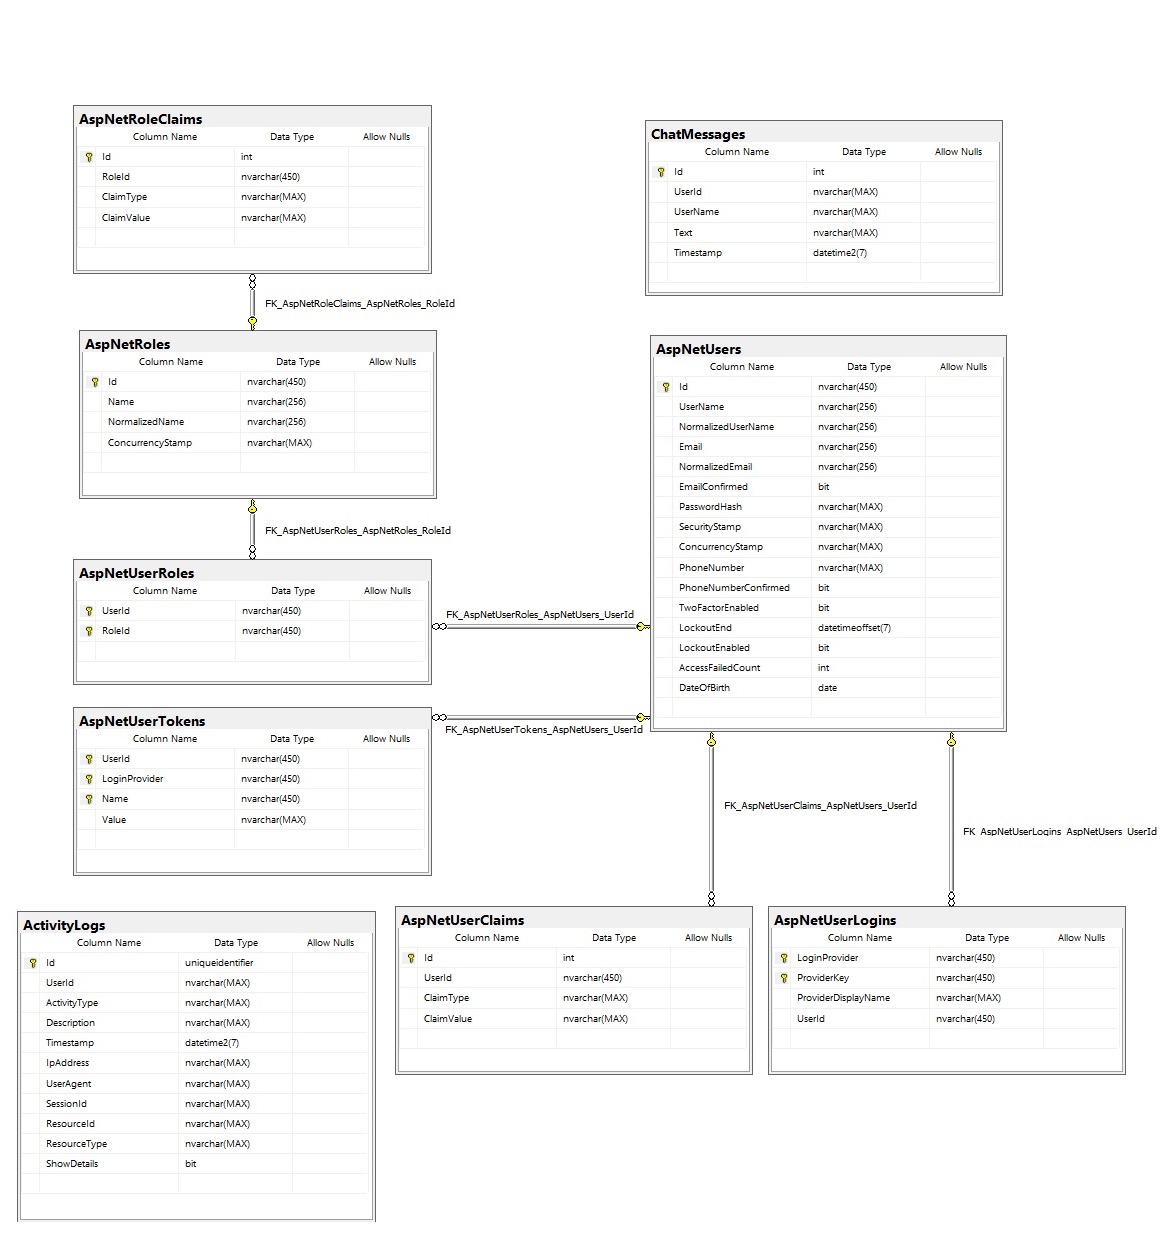 AspNetRoleClaims
Column Name Data Type Allow Nulls
Id int
RoleId nvarchar(450)
ClaimType nvarchar(MAX)
ClaimValue nvarchar(MAX)
FK_AspNetRoleClaims_AspNetRoles_RoleId
AspNetRoles
Column Name Data Type Allow Nulls
Id nvarchar(450)
Name nvarchar(256)
NormalizedName nvarchar(256)
ConcurrencyStamp nvarchar(MAX)
FK_AspNetUserRoles_AspNetRoles_RoleId
AspNetUserRoles
Column Name Data Type Allow Nulls
UserId nvarchar(450)
RoleId nvarchar(450)
FK_AspNetUserRoles_AspNetUsers_UserId
AspNetUserTokens
Column Name Data Type Allow Nulls
UserId nvarchar(450)
LoginProvider nvarchar(450)
Name nvarchar(450)
Value nvarchar(MAX)
FK_AspNetUserTokens_AspNetUsers_UserId
ChatMessages
Column Name Data Type Allow Nulls
Id int
UserId nvarchar(MAX)
UserName nvarchar(MAX)
Text nvarchar(MAX)
Timestamp datetime2(7)
AspNetUsers
Column Name Data Type Allow Nulls
Id nvarchar(450)
UserName nvarchar(256)
NormalizedUserName nvarchar(256)
Email nvarchar(256)
NormalizedEmail nvarchar(256)
EmailConfirmed bit
PasswordHash nvarchar(MAX)
SecurityStamp nvarchar(MAX)
ConcurrencyStamp nvarchar(MAX)
PhoneNumber nvarchar(MAX)
PhoneNumberConfirmed bit
TwoFactorEnabled bit
LockoutEnd datetimeoffset(7)
LockoutEnabled bit
AccessFailedCount int
DateOfBirth date
FK_AspNetUserClaims_AspNetUsers_UserId
FK_AspNetUserLogins_AspNetUsers_UserId
ActivityLogs
Column Name Data Type Allow Nulls
Id uniqueidentifier
UserId nvarchar(MAX)
ActivityType nvarchar(MAX)
Description nvarchar(MAX)
Timestamp datetime2(7)
IpAddress nvarchar(MAX)
UserAgent nvarchar(MAX)
SessionId nvarchar(MAX)
ResourceId nvarchar(MAX)
ResourceType nvarchar(MAX)
ShowDetails bit
AspNetUserClaims
Column Name Data Type Allow Nulls
Id int
UserId nvarchar(450)
ClaimType nvarchar(MAX)
ClaimValue nvarchar(MAX)
AspNetUserLogins
Column Name Data Type Allow Nulls
LoginProvider nvarchar(450)
ProviderKey nvarchar(450)
ProviderDisplayName nvarchar(MAX)
UserId nvarchar(450)